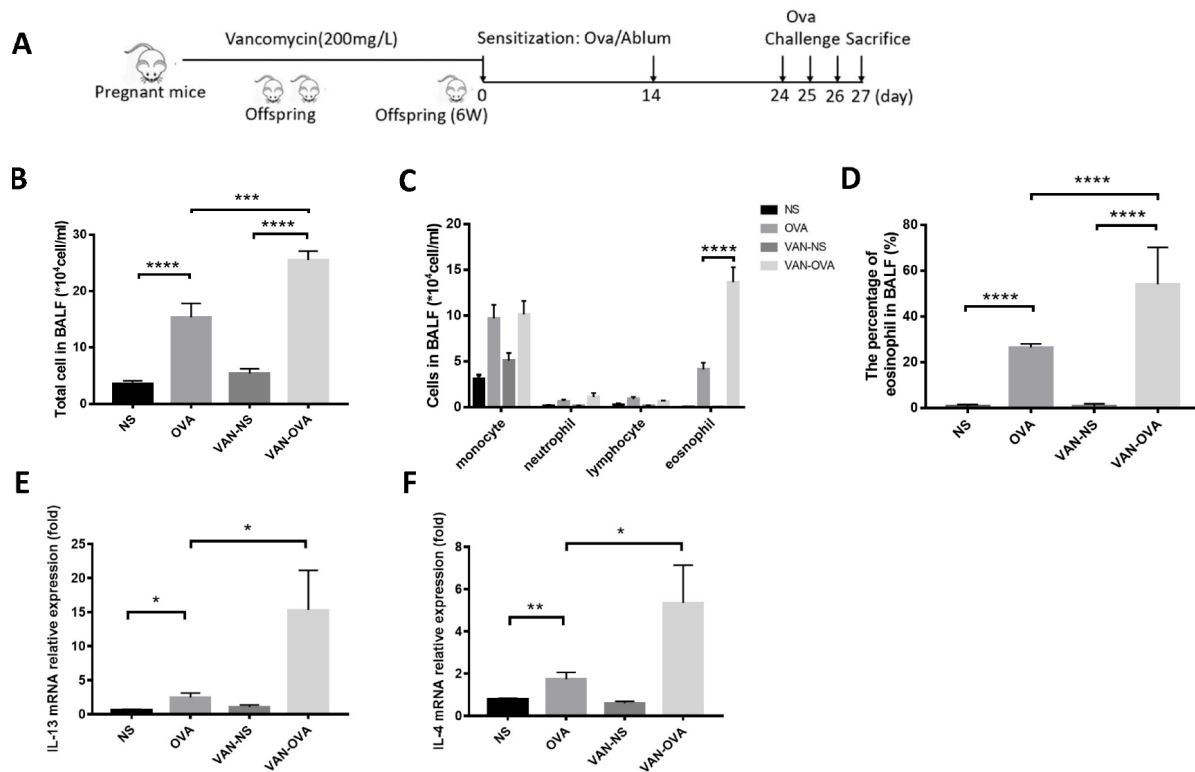 A
Vancomycin(200mg/L)
Sensitization: Ova/Ablum
Ova
Challenge Sacrifice
Pregnant mice
Offspring
Offspring (6W)
0
14
24 25 26 27 (day)
B
Total cell in BALF (*10⁴cell/ml)
30
20
10
0
****
***
****
NS
OVA
VAN-NS
VAN-OVA
C
Cells in BALF (*10⁴cell/ml)
20
15
10
5
0
****
monocyte
neutrophil
lymphocyte
eosnophil
NS
OVA
VAN-NS
VAN-OVA
D
The percentage of
eosinophil in BALF (%)
80
60
40
20
0
****
****
****
NS
OVA
VAN-NS
VAN-OVA
E
IL-13 mRNA relative expression (fold)
25
20
15
10
5
0
*
*
NS
OVA
VAN-NS
VAN-OVA
F
IL-4 mRNA relative expression (fold)
8
6
4
2
0
**
*
NS
OVA
VAN-NS
VAN-OVA